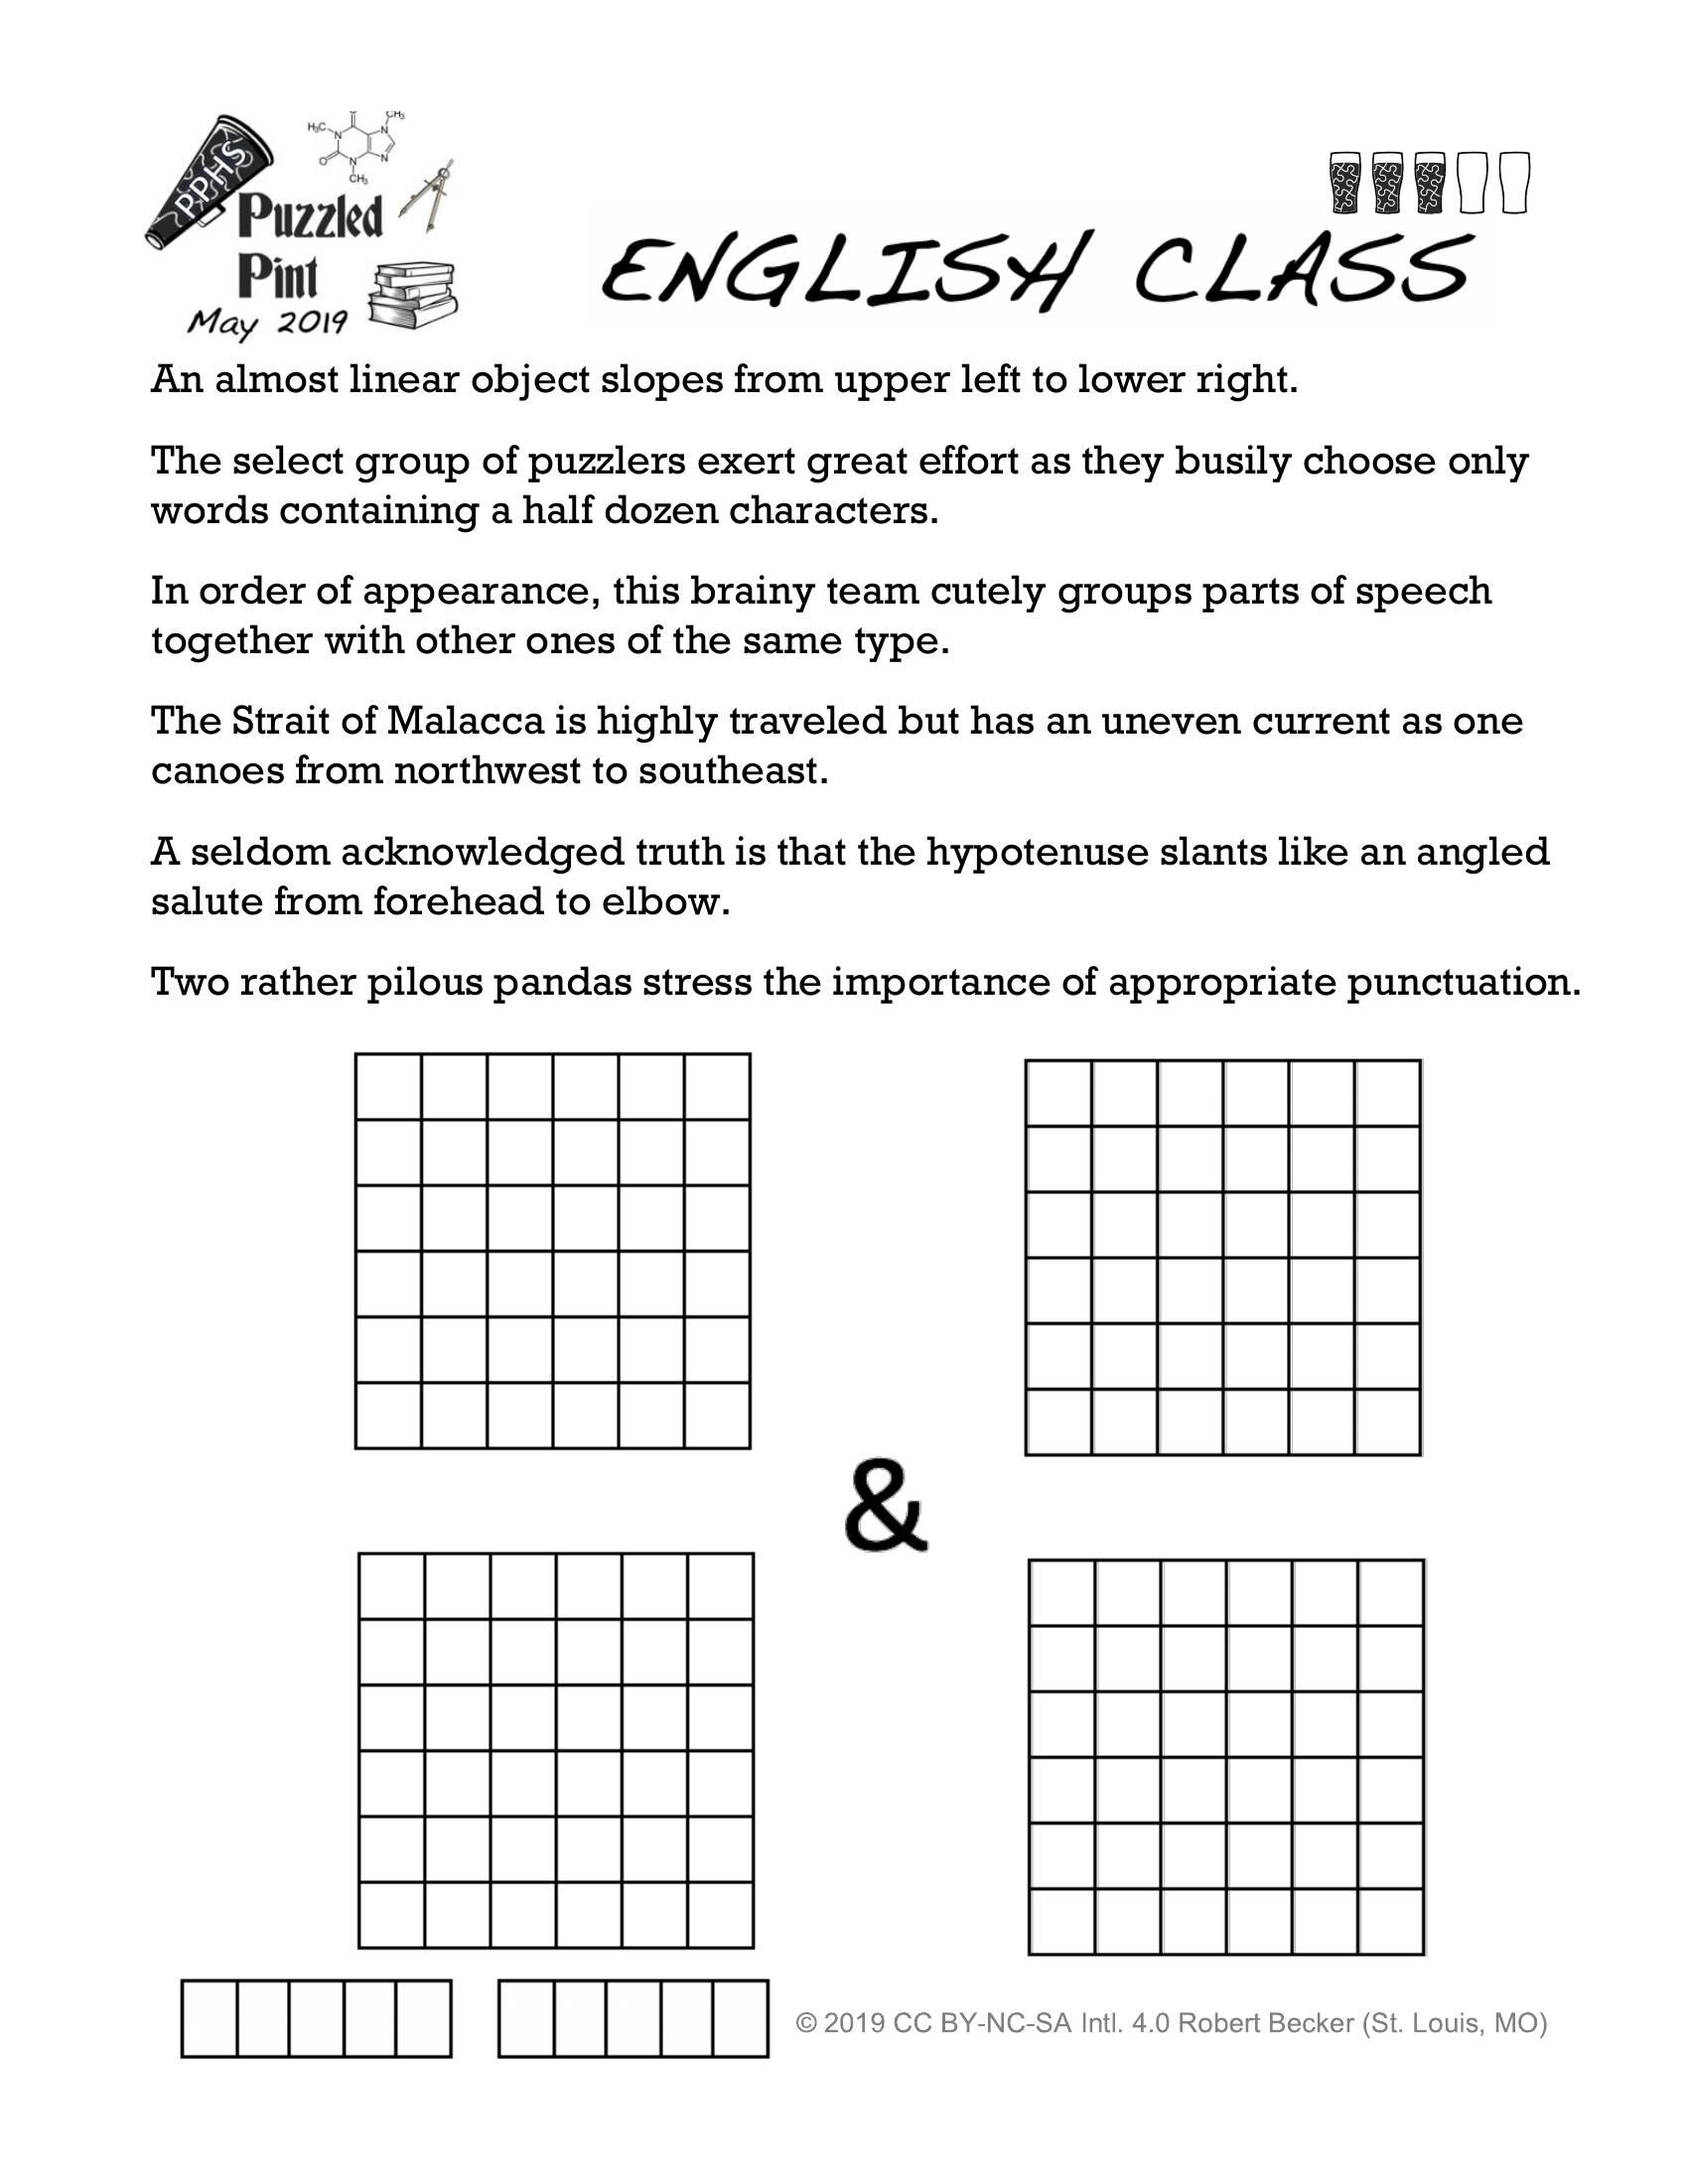 PPHS
H₃C
CH₃
N
N
N
N
O
CH₃
Puzzled
Pint
May 2019
ENGLISH CLASS
An almost linear object slopes from upper left to lower right.
The select group of puzzlers exert great effort as they busily choose only
words containing a half dozen characters.
In order of appearance, this brainy team cutely groups parts of speech
together with other ones of the same type.
The Strait of Malacca is highly traveled but has an uneven current as one
canoes from northwest to southeast.
A seldom acknowledged truth is that the hypotenuse slants like an angled
salute from forehead to elbow.
Two rather pilous pandas stress the importance of appropriate punctuation.
&
© 2019 CC BY-NC-SA Intl. 4.0 Robert Becker (St. Louis, MO)